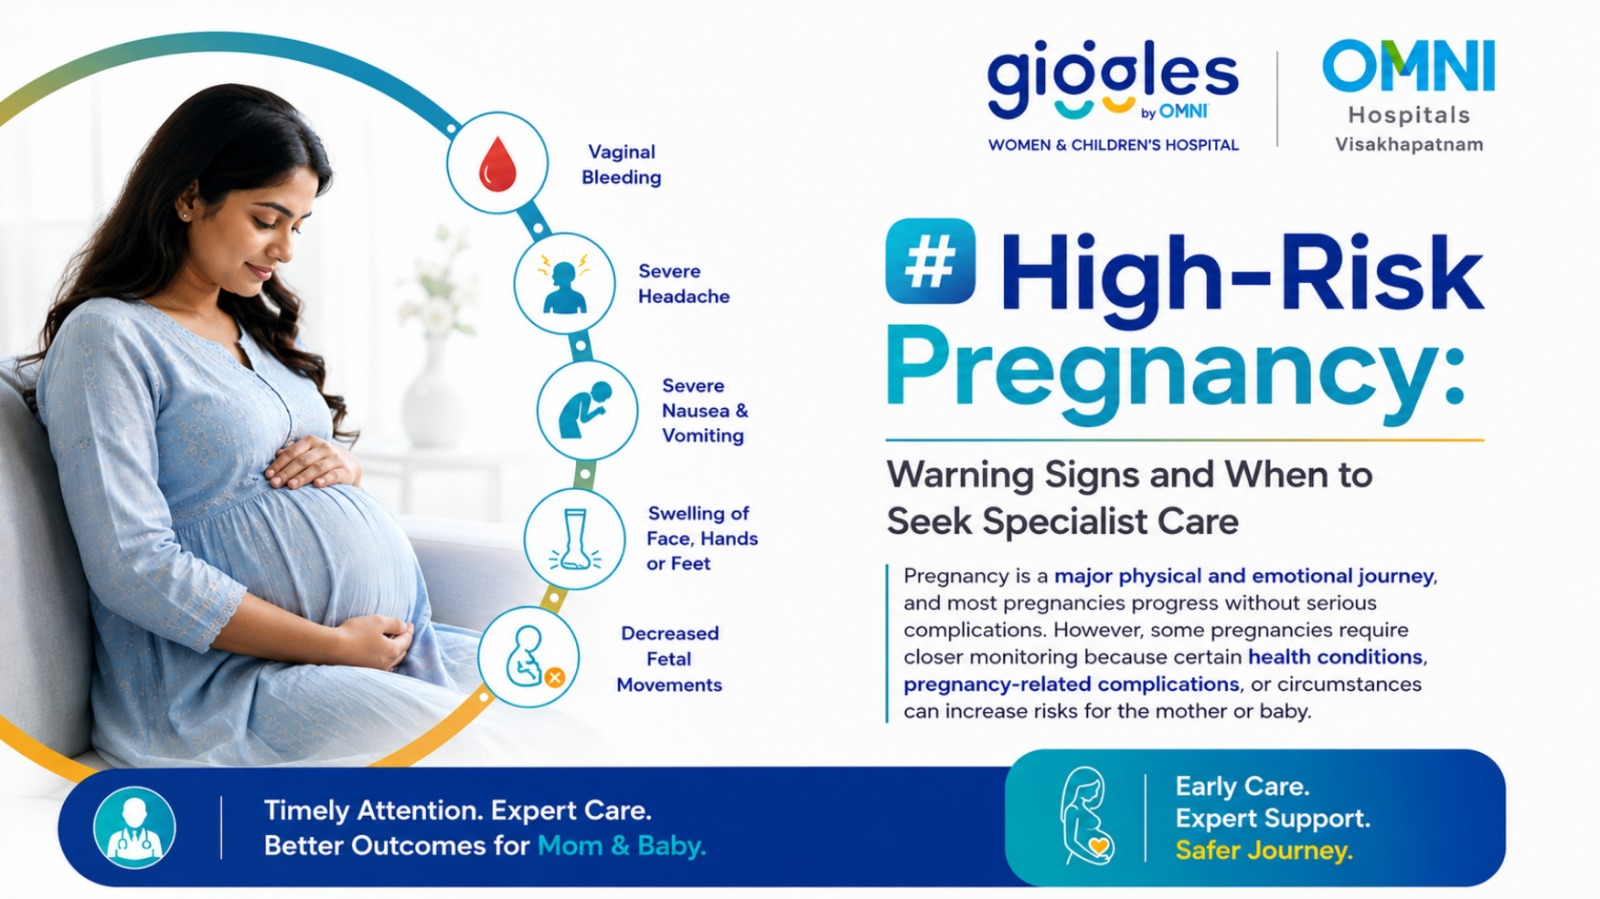 giggles
by OMNI
WOMEN & CHILDREN'S HOSPITAL
OMNI
Hospitals
Visakhapatnam
Vaginal
Bleeding
Severe
Headache
Severe
Nausea &
Vomiting
Swelling of
Face, Hands
or Feet
Decreased
Fetal
Movements
# High-Risk
Pregnancy:
Warning Signs and When to
Seek Specialist Care
Pregnancy is a major physical and emotional journey,
and most pregnancies progress without serious
complications. However, some pregnancies require
closer monitoring because certain health conditions,
pregnancy-related complications, or circumstances
can increase risks for the mother or baby.
Timely Attention. Expert Care.
Better Outcomes for Mom & Baby.
Early Care.
Expert Support.
Safer Journey.